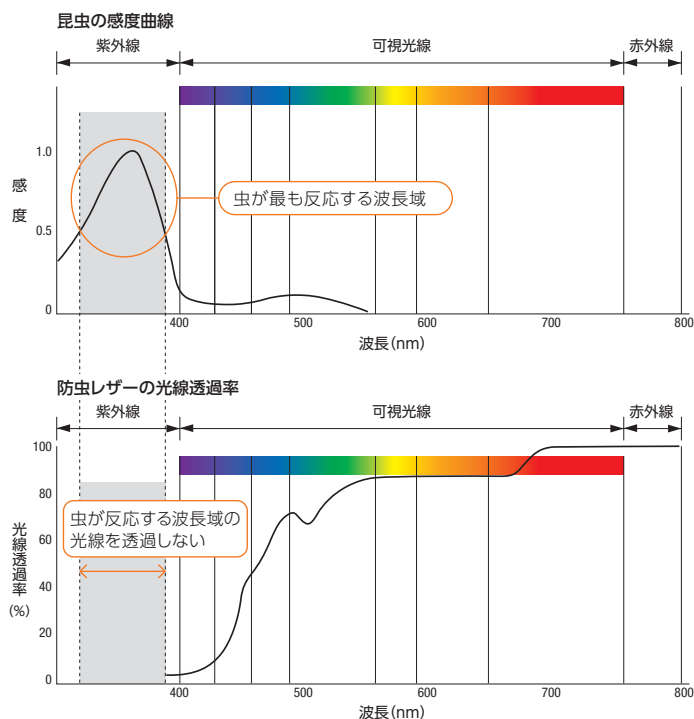 昆虫の感度曲線
紫外線 可視光線 赤外線
1.0
感度
0.5
0
虫が最も反応する波長域
400 500 600 700 800
波長(nm)
防虫レザーの光線透過率
紫外線 可視光線 赤外線
100
80
虫が反応する波長域の
光線を透過しない
60
光線透過率
(%)
40
20
0
400 500 600 700 800
波長(nm)